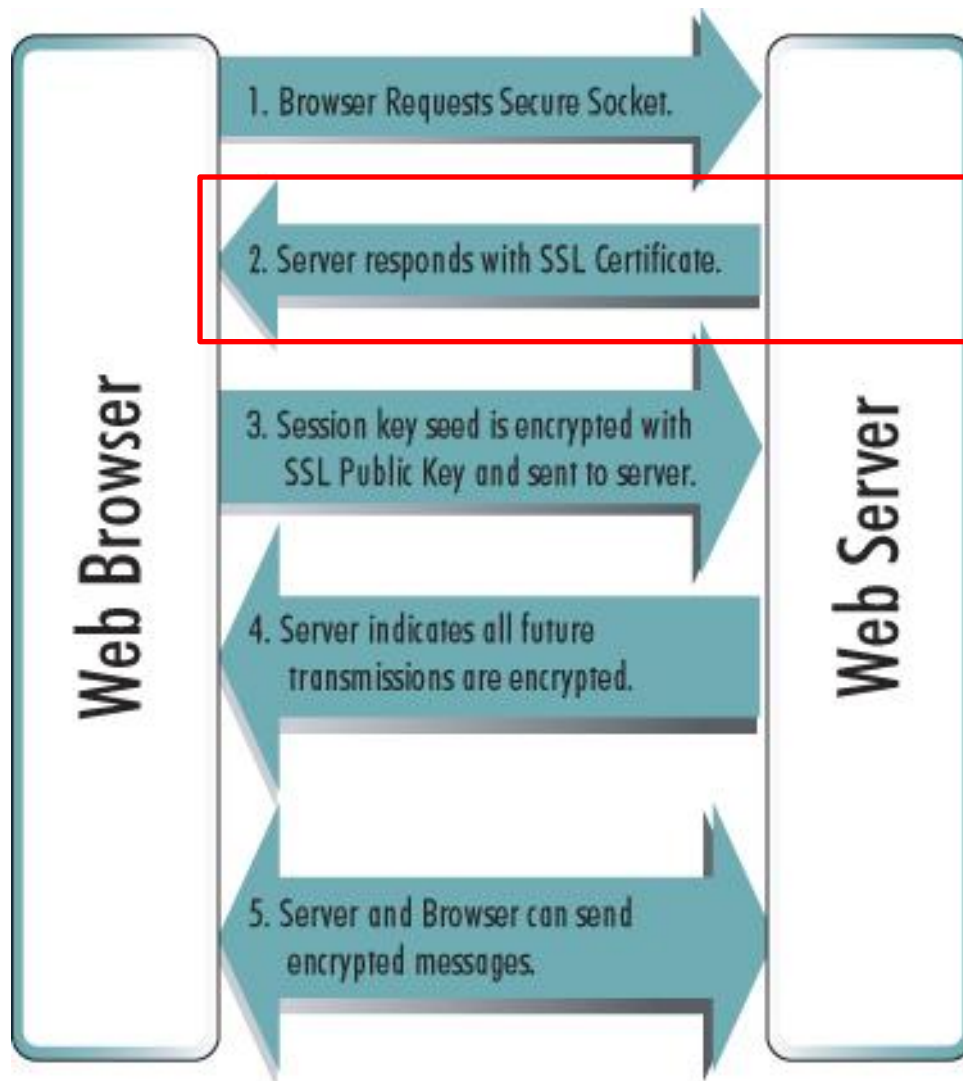 1. Browser Requests Secure Socket.
2. Server responds with SSL Certificate.
3. Session key seed is encrypted with
SSL Public Key and sent to server.
4. Server indicates all future
transmissions are encrypted.
5. Server and Browser can send
encrypted messages.
Web Browser
Web Server